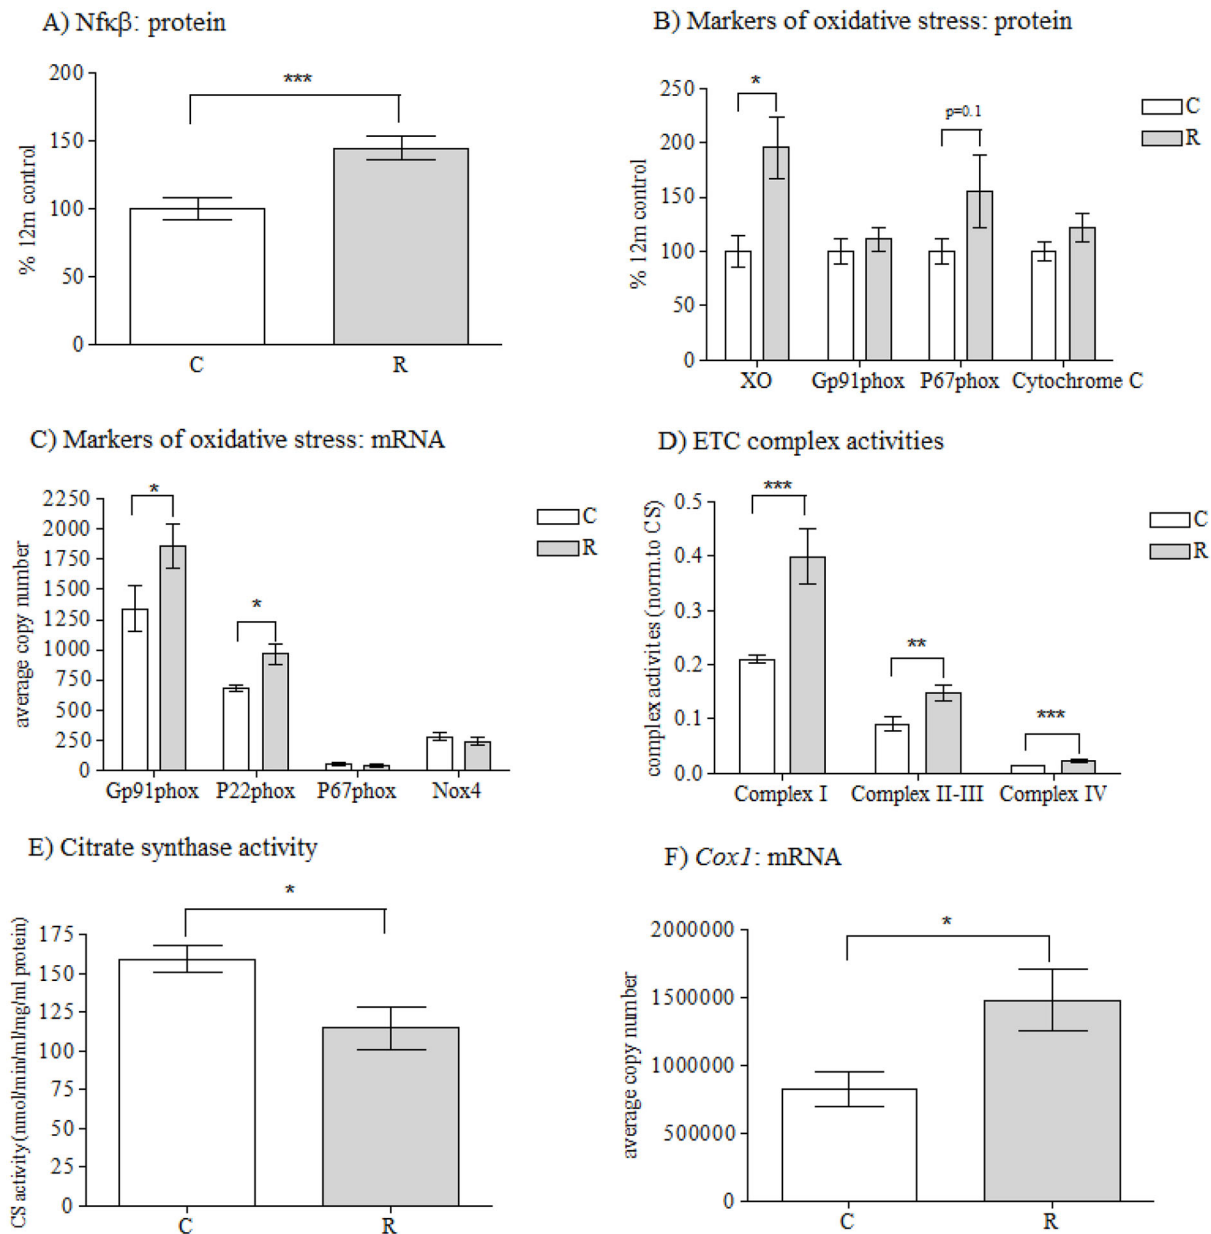 A) Nfκβ: protein
***
% 12m control
200
150
100
50
0
C
R
B) Markers of oxidative stress: protein
*
p=0.1
% 12m control
250
200
150
100
50
0
XO
Gp91phox
P67phox
Cytochrome C
C
R
C) Markers of oxidative stress: mRNA
*
*
average copy number
2250
2000
1750
1500
1250
1000
750
500
250
0
Gp91phox
P22phox
P67phox
Nox4
C
R
D) ETC complex activities
***
**
***
complex activites (norm.to CS)
0.5
0.4
0.3
0.2
0.1
0.0
Complex I
Complex II-III
Complex IV
C
R
E) Citrate synthase activity
*
CS activity (nmol/min/ml/mg/ml protein)
175
150
125
100
75
50
25
0
C
R
F) Cox1: mRNA
*
average copy number
2000000
1500000
1000000
500000
0
C
R